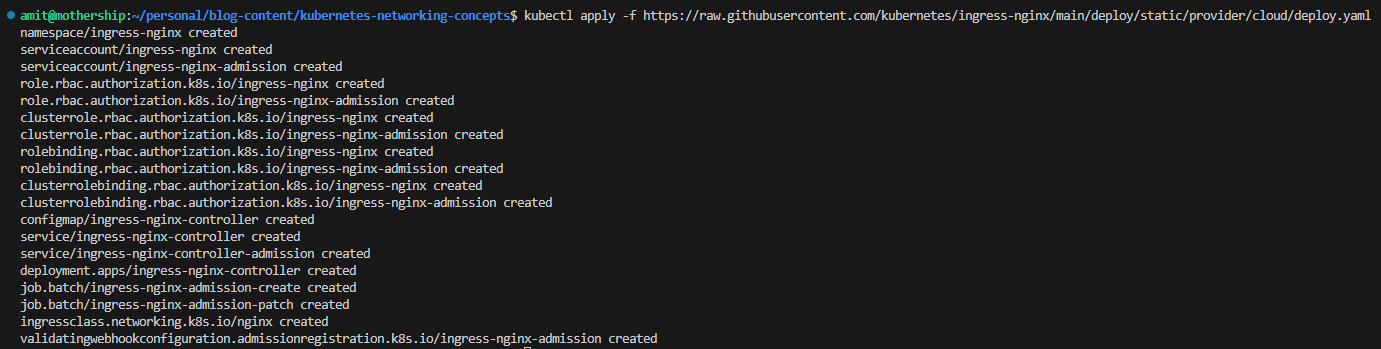 amit@mothership:~/personal/blog-content/kubernetes-networking-concepts$ kubectl apply -f https://raw.githubusercontent.com/kubernetes/ingress-nginx/main/deploy/static/provider/cloud/deploy.yaml
namespace/ingress-nginx created
serviceaccount/ingress-nginx created
serviceaccount/ingress-nginx-admission created
role.rbac.authorization.k8s.io/ingress-nginx created
role.rbac.authorization.k8s.io/ingress-nginx-admission created
clusterrole.rbac.authorization.k8s.io/ingress-nginx created
clusterrole.rbac.authorization.k8s.io/ingress-nginx-admission created
rolebinding.rbac.authorization.k8s.io/ingress-nginx created
rolebinding.rbac.authorization.k8s.io/ingress-nginx-admission created
clusterrolebinding.rbac.authorization.k8s.io/ingress-nginx created
clusterrolebinding.rbac.authorization.k8s.io/ingress-nginx-admission created
configmap/ingress-nginx-controller created
service/ingress-nginx-controller created
service/ingress-nginx-controller-admission created
deployment.apps/ingress-nginx-controller created
job.batch/ingress-nginx-admission-create created
job.batch/ingress-nginx-admission-patch created
ingressclass.networking.k8s.io/nginx created
validatingwebhookconfiguration.admissionregistration.k8s.io/ingress-nginx-admission created